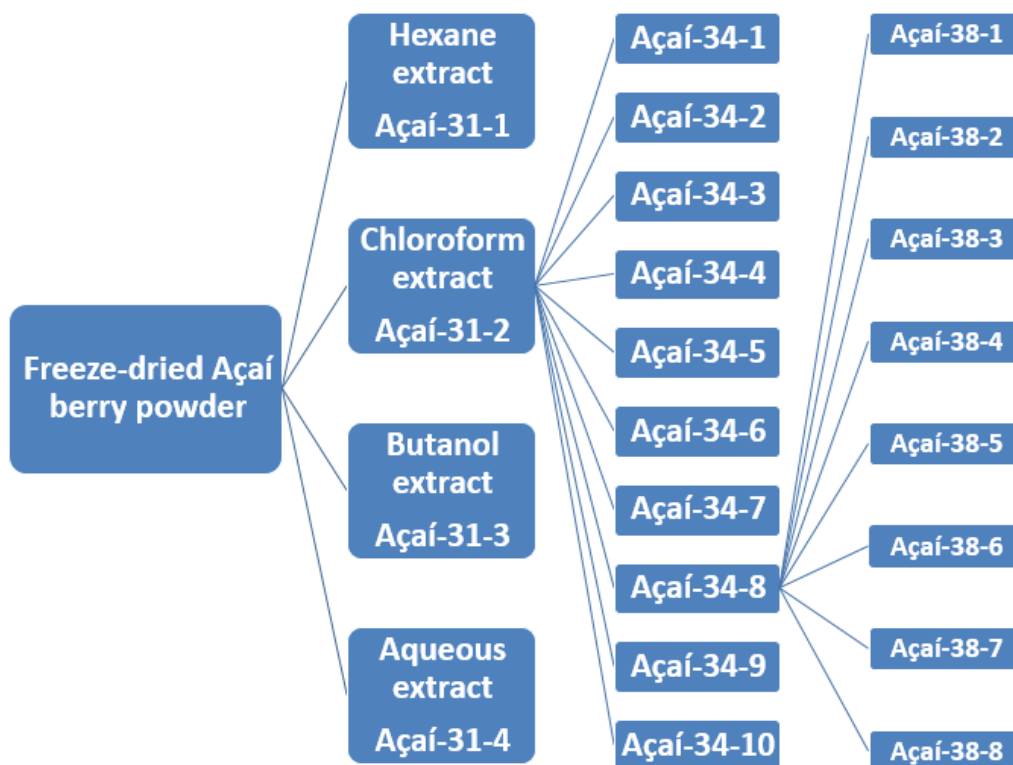 Freeze-dried Açaí
berry powder
Hexane
extract
Açaí-31-1
Chloroform
extract
Açaí-31-2
Butanol
extract
Açaí-31-3
Aqueous
extract
Açaí-31-4
Açaí-34-1
Açaí-34-2
Açaí-34-3
Açaí-34-4
Açaí-34-5
Açaí-34-6
Açaí-34-7
Açaí-34-8
Açaí-34-9
Açaí-34-10
Açaí-38-1
Açaí-38-2
Açaí-38-3
Açaí-38-4
Açaí-38-5
Açaí-38-6
Açaí-38-7
Açaí-38-8